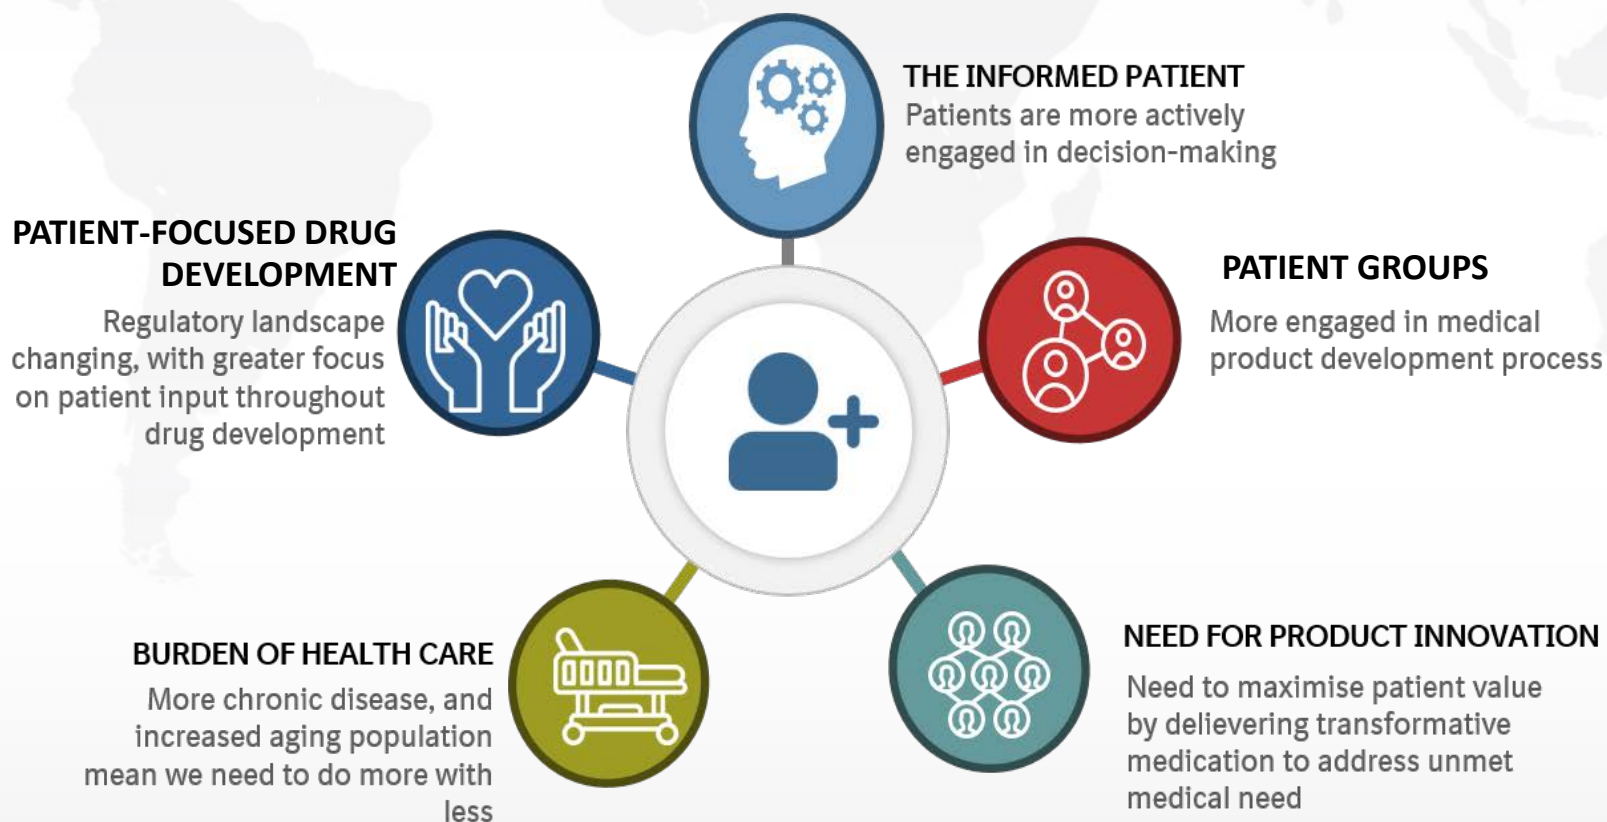 THE INFORMED PATIENT
Patients are more actively
engaged in decision-making
PATIENT-FOCUSED DRUG
DEVELOPMENT
Regulatory landscape
changing, with greater focus
on patient input throughout
drug development
PATIENT GROUPS
More engaged in medical
product development process
BURDEN OF HEALTH CARE
More chronic disease, and
increased aging population
mean we need to do more with
less
NEED FOR PRODUCT INNOVATION
Need to maximise patient value
by delievering transformative
medication to address unmet
medical need